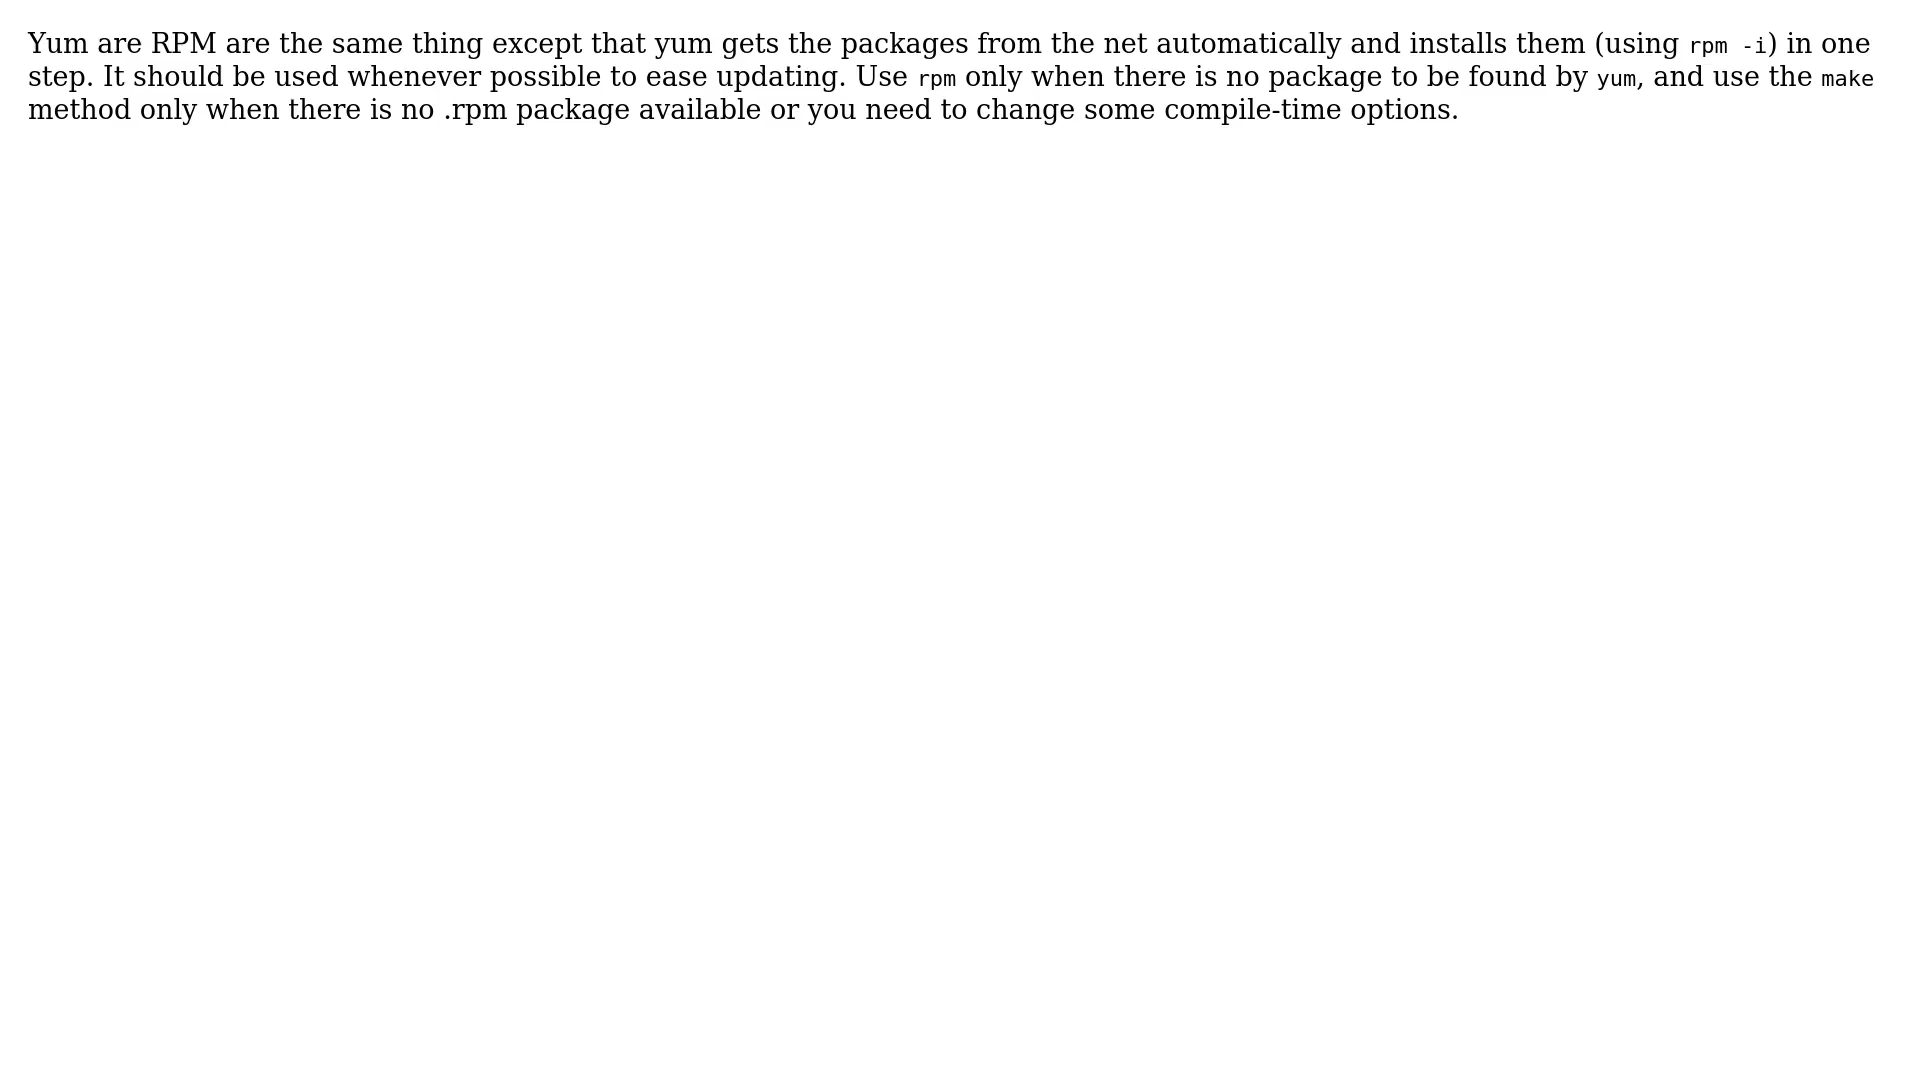 Yum are RPM are the same thing except that yum gets the packages from the net automatically and installs them (using rpm -i) in one
step. It should be used whenever possible to ease updating. Use rpm only when there is no package to be found by yum, and use the make
method only when there is no .rpm package available or you need to change some compile-time options.